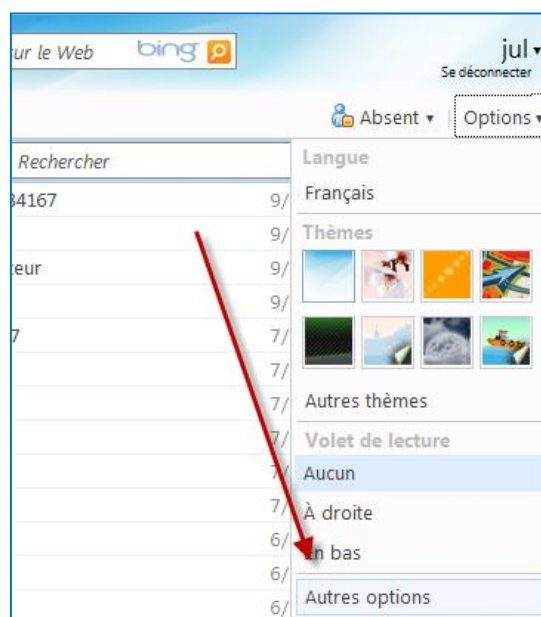 sur le Web bing
jul
Se déconnecter
Absent Options
Rechercher
Langue
34167 9/
Français
9/
Thèmes
teur 9/
9/
7 7/
7/
7/
Autres thèmes
7/
Volet de lecture
7/
Aucun
7/
À droite
6/
En bas
6/
Autres options
6/